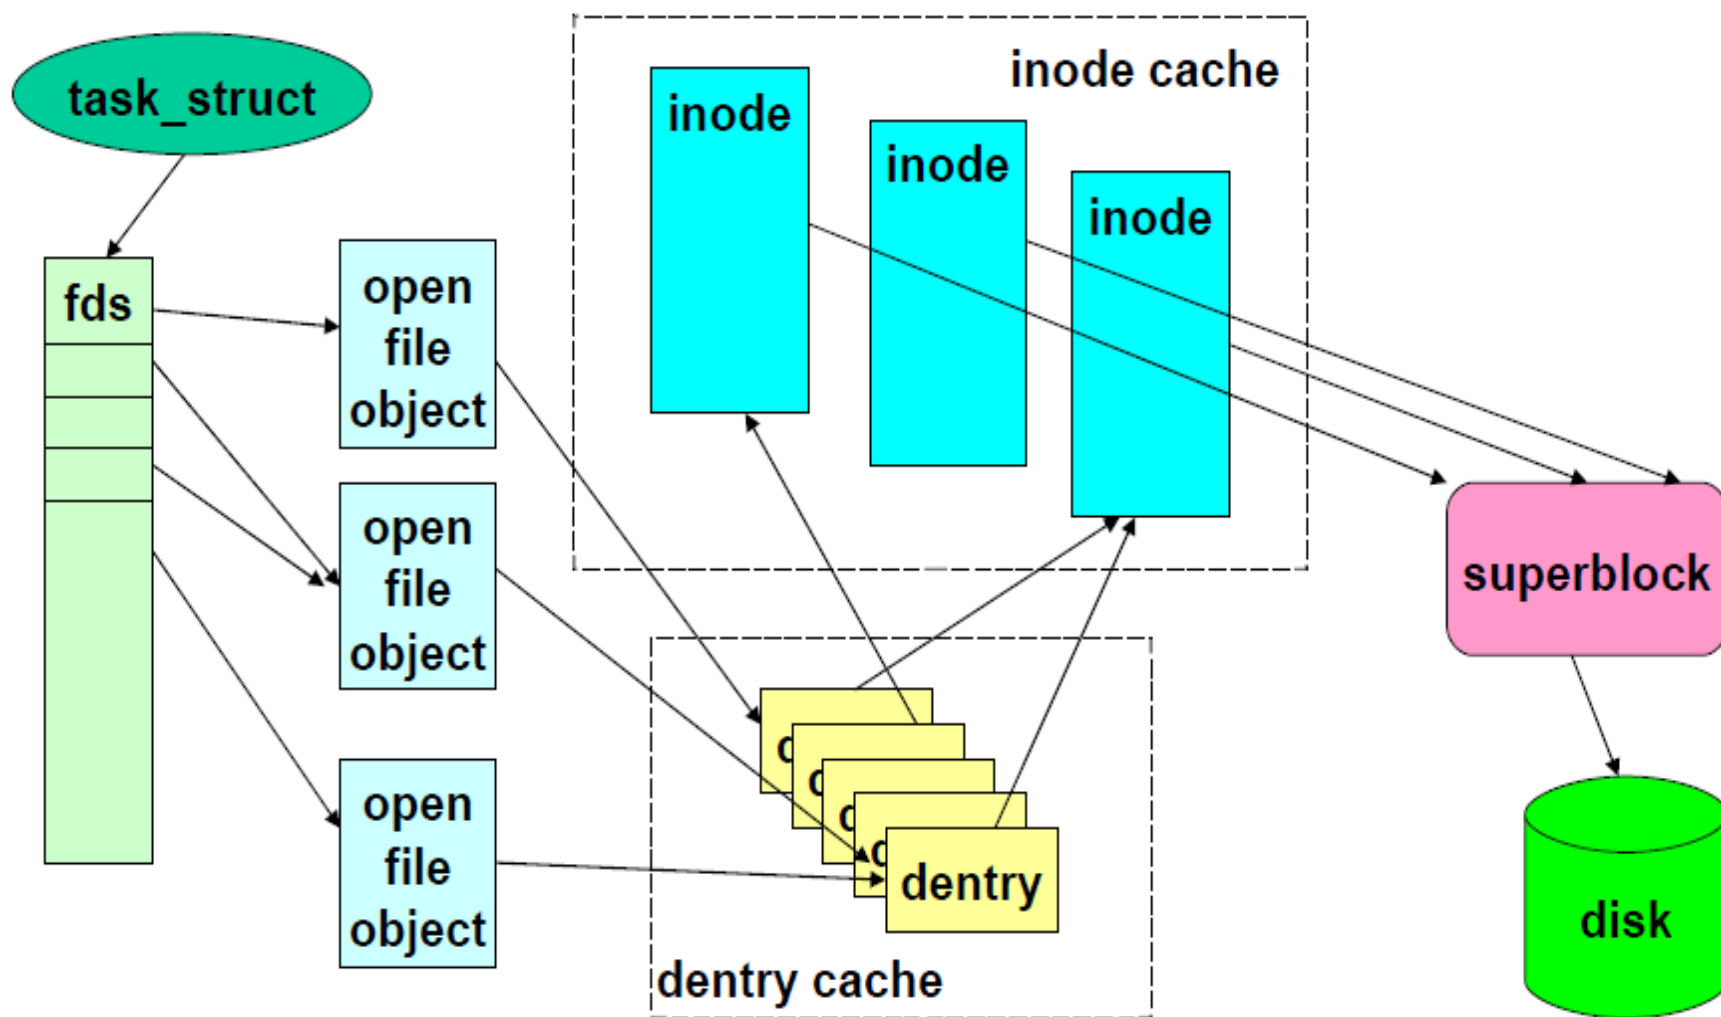 task_struct
fds
open
file
object
open
file
object
open
file
object
inode cache
inode
inode
inode
superblock
disk
d
d
d
d
dentry
dentry cache